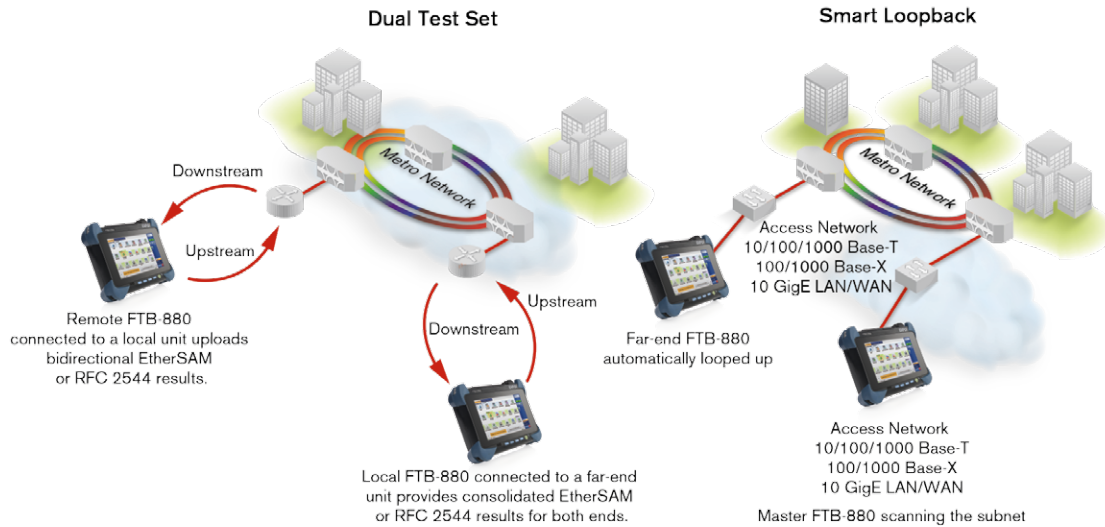 Dual Test Set
Metro Network
Downstream
Upstream
Remote FTB-880
connected to a local unit uploads
bidirectional EtherSAM
or RFC 2544 results.
Upstream
Downstream
Local FTB-880 connected to a far-end
unit provides consolidated EtherSAM
or RFC 2544 results for both ends.
Smart Loopback
Metro Network
Access Network
10/100/1000 Base-T
100/1000 Base-X
10 GigE LAN/WAN
Far-end FTB-880
automatically looped up
Access Network
10/100/1000 Base-T
100/1000 Base-X
10 GigE LAN/WAN
Master FTB-880 scanning the subnet